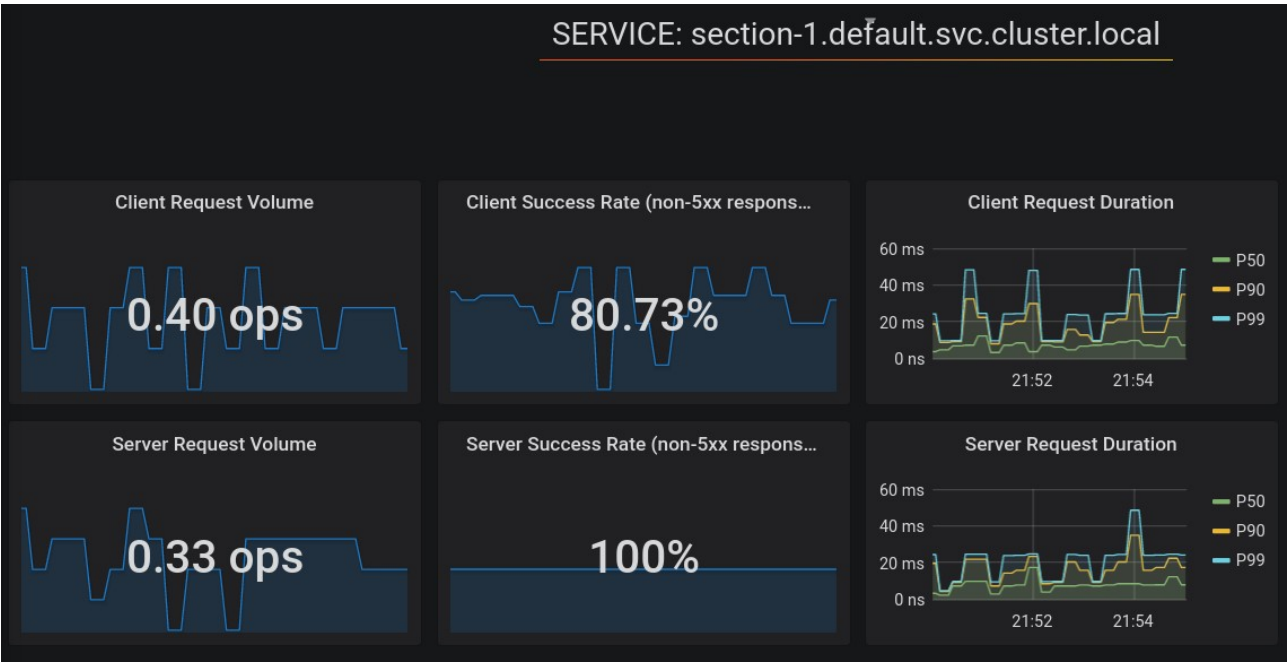 SERVICE: section-1.default.svc.cluster.local
Client Request Volume
0.40 ops
Client Success Rate (non-5xx respons...
80.73%
Client Request Duration
60 ms
40 ms
20 ms
0 ns
21:52
21:54
P50
P90
P99
Server Request Volume
0.33 ops
Server Success Rate (non-5xx respons...
100%
Server Request Duration
60 ms
40 ms
20 ms
0 ns
21:52
21:54
P50
P90
P99